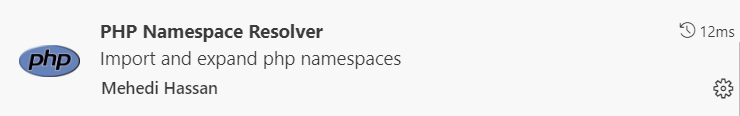 PHP Namespace Resolver
12ms
php
Import and expand php namespaces
Mehedi Hassan